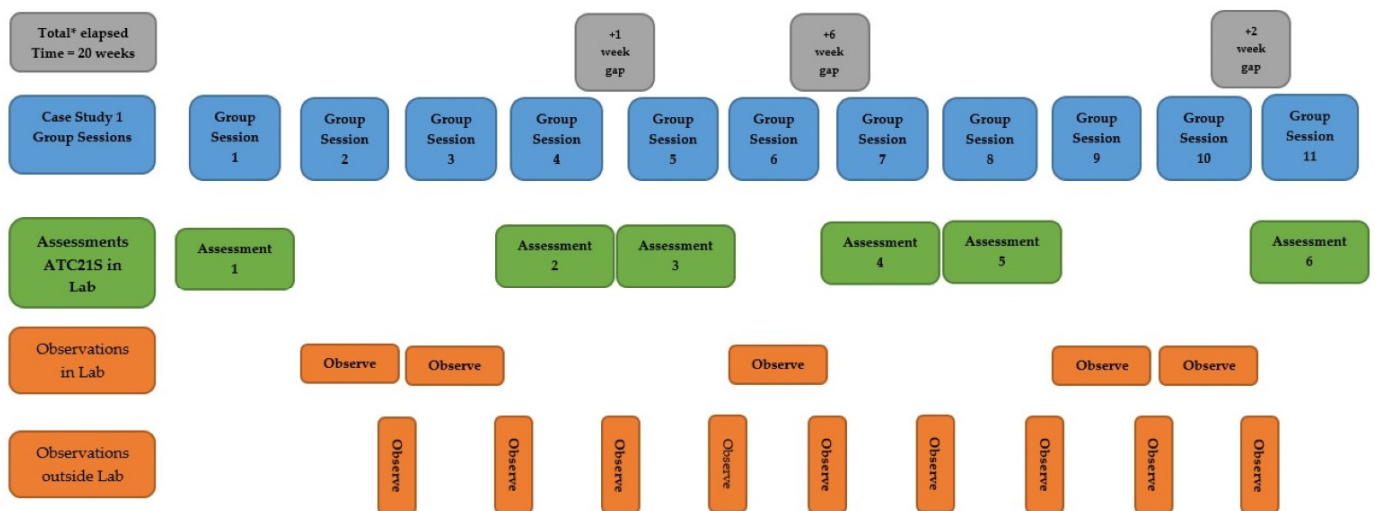 Total* elapsed
Time = 20 weeks
+1
week
gap
+6
week
gap
+2
week
gap
Case Study 1
Group Sessions
Group
Session
1
Group
Session
2
Group
Session
3
Group
Session
4
Group
Session
5
Group
Session
6
Group
Session
7
Group
Session
8
Group
Session
9
Group
Session
10
Group
Session
11
Assessments
ATC21S in
Lab
Assessment
1
Assessment
2
Assessment
3
Assessment
4
Assessment
5
Assessment
6
Observations
in Lab
Observe
Observe
Observe
Observe
Observe
Observations
outside Lab
Observe
Observe
Observe
Observe
Observe
Observe
Observe
Observe
Observe